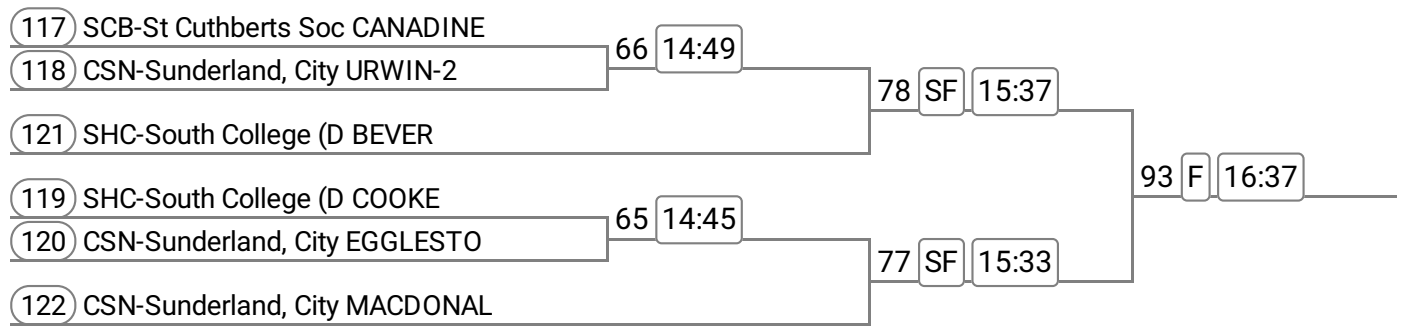 117 SCB-St Cuthberts Soc CANADINE
66 14:49
118 CSN-Sunderland, City URWIN-2
78 SF 15:37
121 SHC-South College (D BEVER
93 F 16:37
119 SHC-South College (D COOKE
65 14:45
120 CSN-Sunderland, City EGGLESTO
77 SF 15:33
122 CSN-Sunderland, City MACDONAL